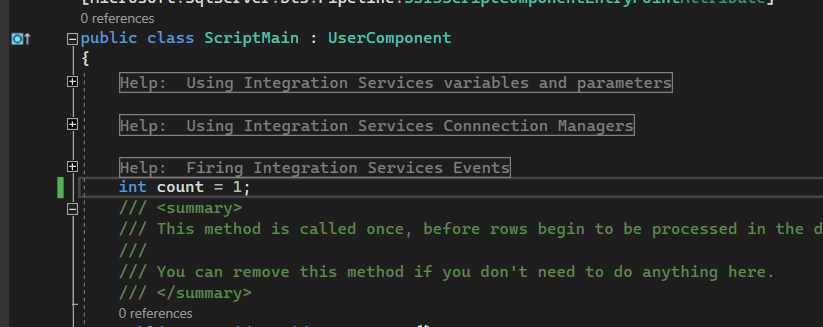 0 references
public class ScriptMain : UserComponent
{
Help:  Using Integration Services variables and parameters
Help:  Using Integration Services Connnection Managers
Help:  Firing Integration Services Events
int count = 1;
/// <summary>
/// This method is called once, before rows begin to be processed in the d
///
/// You can remove this method if you don't need to do anything here.
/// </summary>
0 references